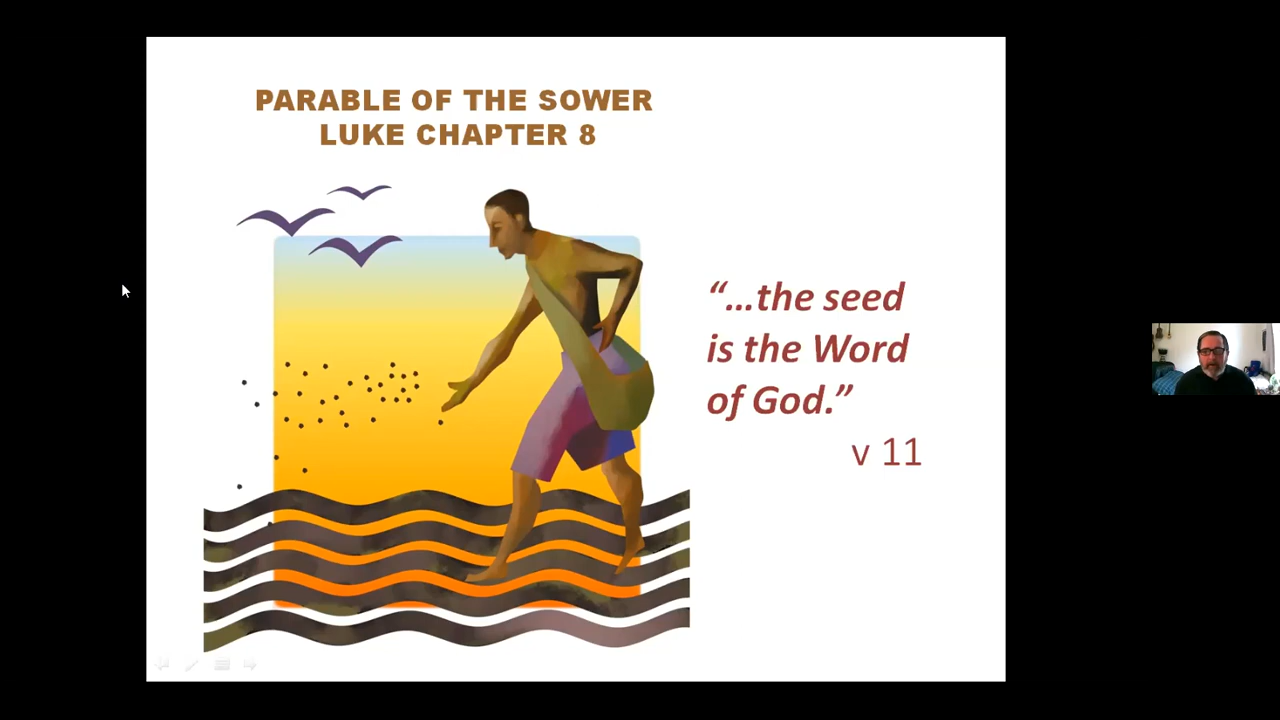 PARABLE OF THE SOWER
LUKE CHAPTER 8
“...the seed
is the Word
of God.”
v 11